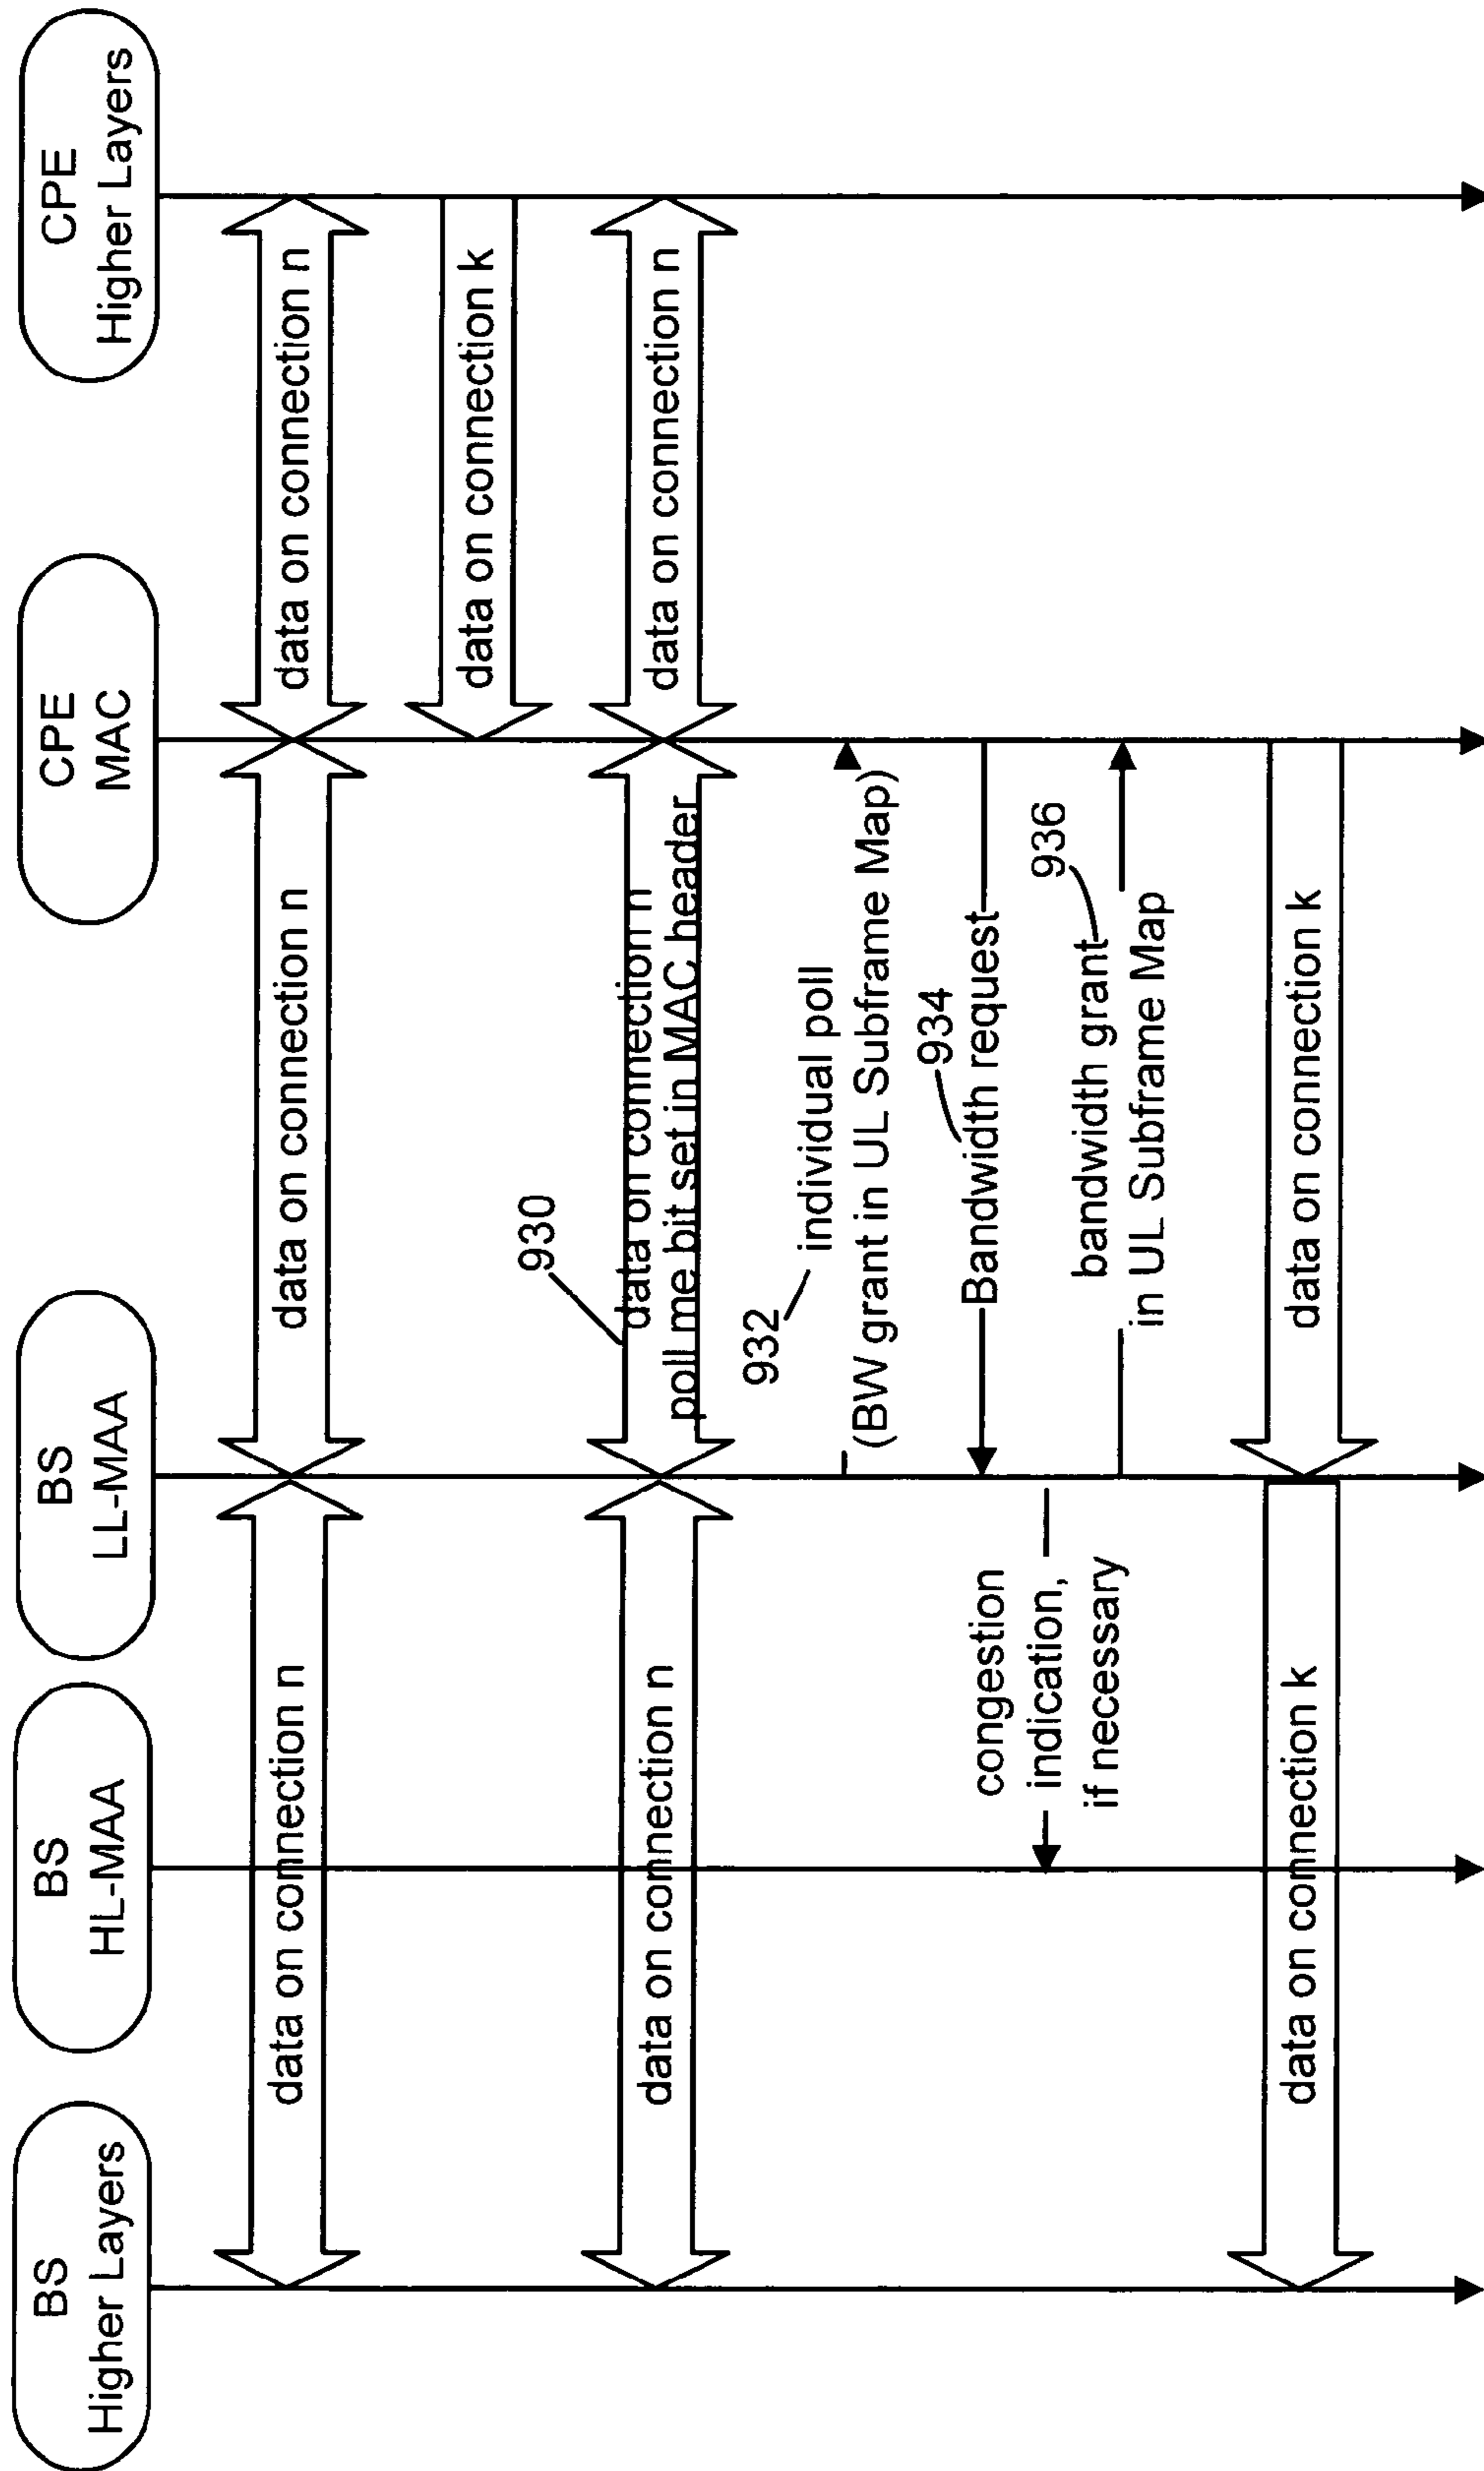 BS
Higher Layers
BS
HL-MAA
BS
LL-MAA
CPE
MAC
CPE
Higher Layers
data on connection n
data on connection n
data on connection n
data on connection k
930
data on connection n
data on connection n
poll me bit set in MAC header
data on connection n
932
individual poll
(BW grant in UL Subframe Map)
934
Bandwidth request
congestion
indication,
if necessary
936
bandwidth grant
in UL Subframe Map
data on connection k
data on connection k